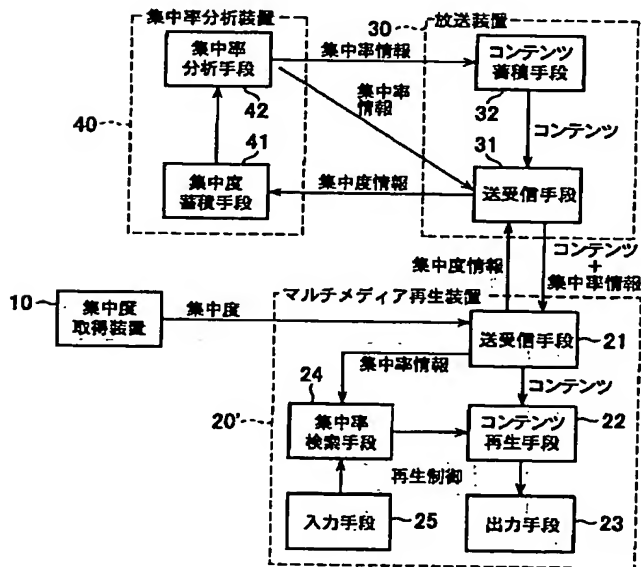 集中率分析装置
集中率
分析手段
42
集中率情報
集中率
情報
40
41
集中度
蓄積手段
集中度情報
30
放送装置
コンテンツ
蓄積手段
32
コンテンツ
31
送受信手段
集中度情報
コンテンツ
+
集中率情報
10
集中度
取得装置
集中度
マルチメディア再生装置
送受信手段
21
集中率情報
コンテンツ
24
20'
集中率
検索手段
コンテンツ
再生手段
22
再生制御
入力手段
25
出力手段
23